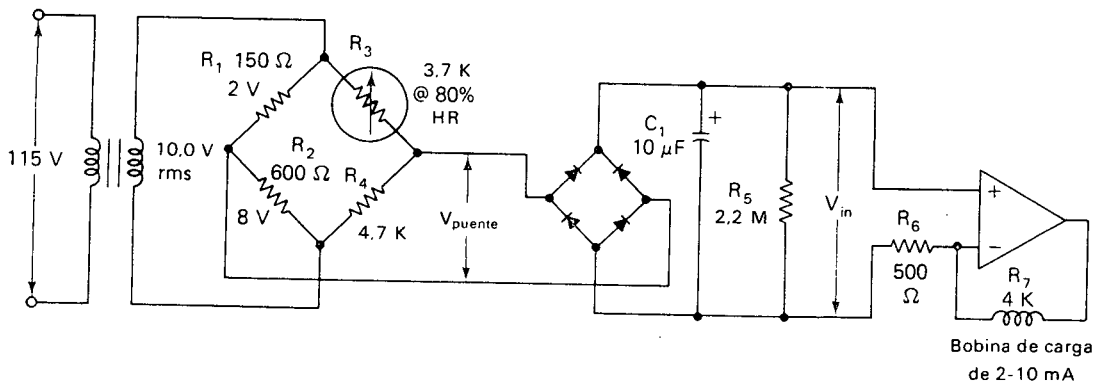 115 V
10,0 V
rms
R1 150 Ω
2 V
R3
3,7 K
@ 80%
HR
R2
600 Ω
8 V
R4
4,7 K
Vpuente
C1
10 μF
+
R5
2,2 M
Vin
R6
500
Ω
+
−
R7
4 K
Bobina de carga
de 2-10 mA